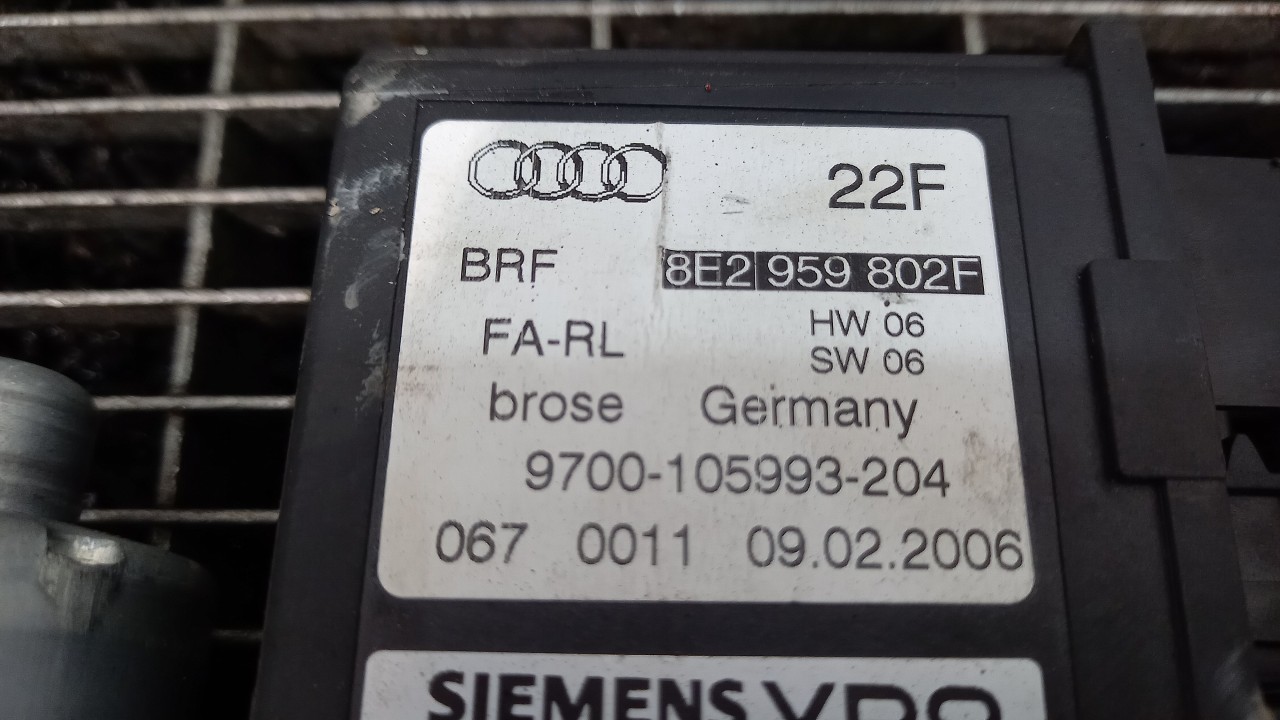 22F
BRF 8E2 959 802F
FA-RL HW 06
SW 06
brose Germany
9700-105993-204
067 0011 09.02.2006
SIEMENS VDO